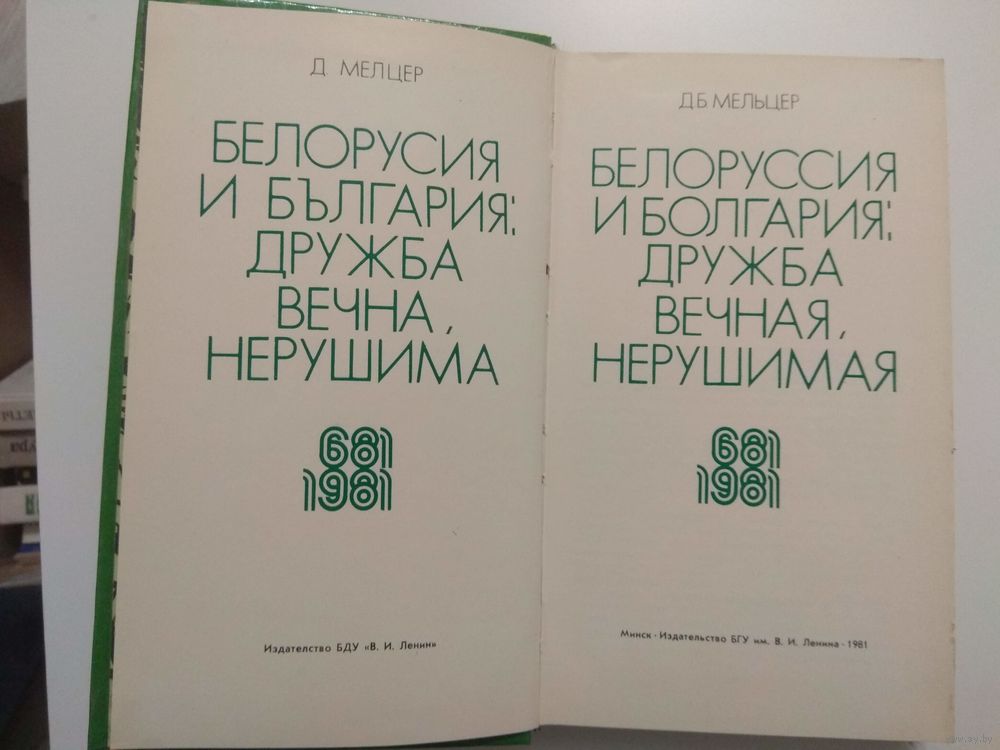 Д. МЕЛЦЕР
БЕЛОРУСИЯ
И БЪЛГАРИЯ:
ДРУЖБА
ВЕЧНА,
НЕРУШИМА
681
1981
Издателство БДУ «В. И. Ленин»
Д.Б. МЕЛЬЦЕР
БЕЛОРУССИЯ
И БОЛГАРИЯ:
ДРУЖБА
ВЕЧНАЯ,
НЕРУШИМАЯ
681
1981
Минск · Издательство БГУ им. В. И. Ленина · 1981